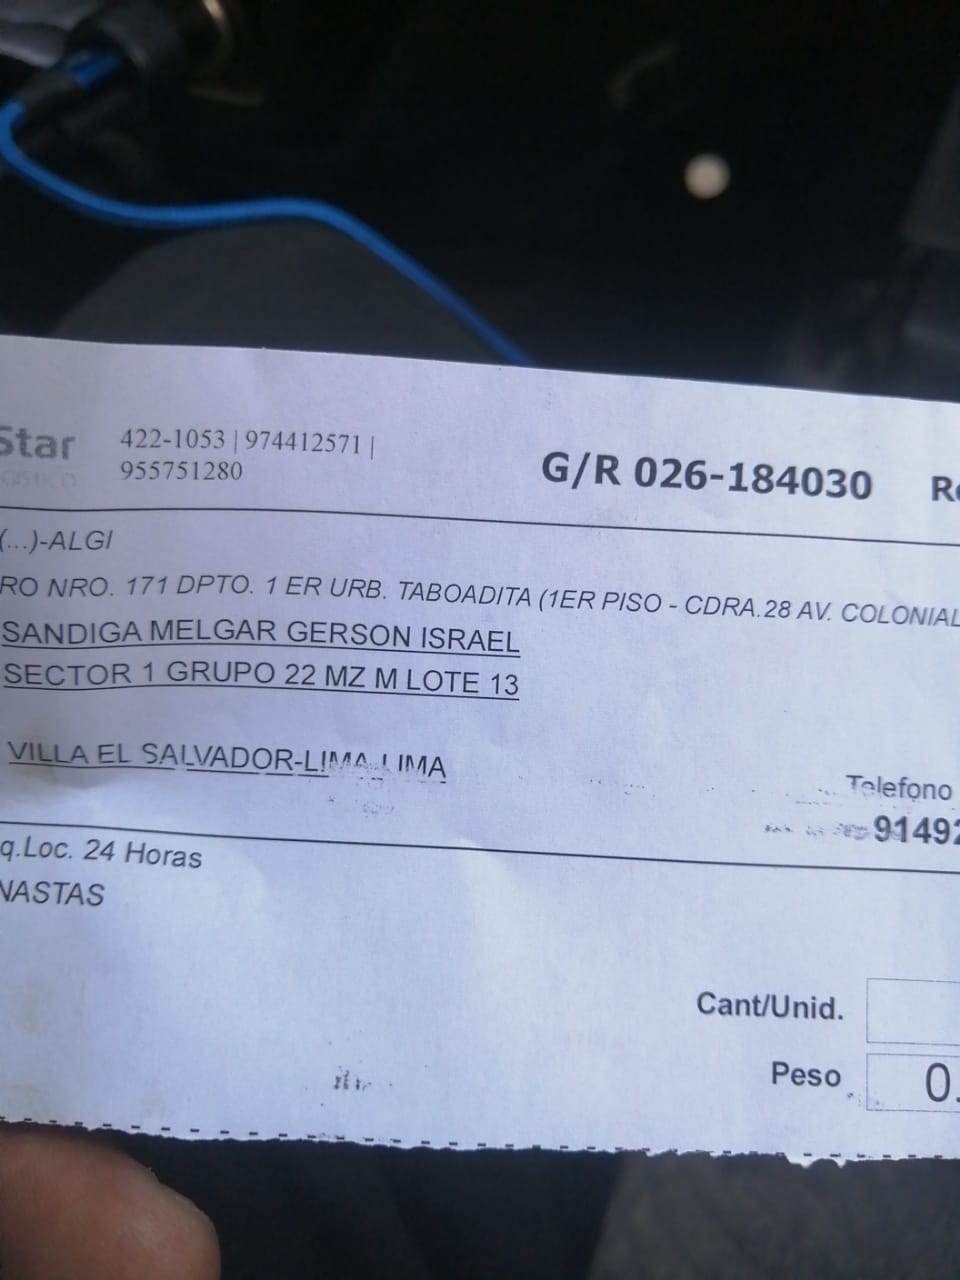 Star
422-1053 | 974412571 |
955751280
G/R 026-184030
(...)-ALGI
RO NRO. 171 DPTO. 1 ER URB. TABOADITA (1ER PISO - CDRA.28 AV. COLONIAL
SANDIGA MELGAR GERSON ISRAEL
SECTOR 1 GRUPO 22 MZ M LOTE 13
VILLA EL SALVADOR-LIMA-LIMA
Telefono
91492
q.Loc. 24 Horas
NASTAS
Cant/Unid.
Peso
0.